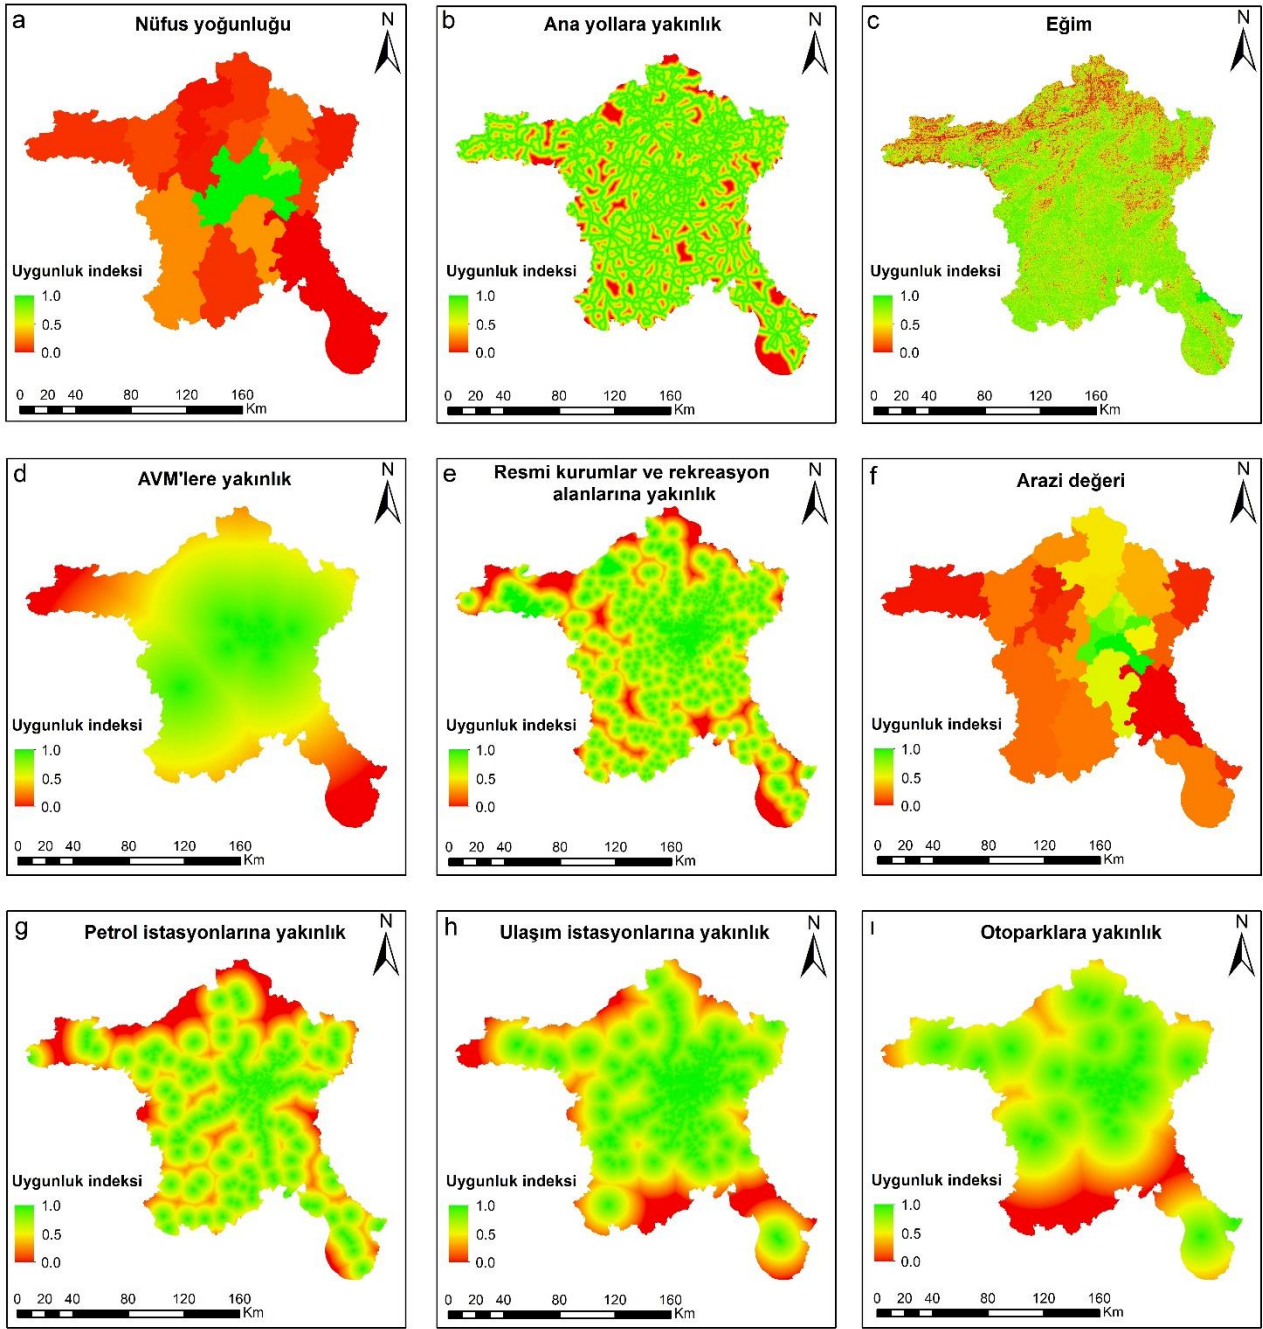 a
Nüfus yoğunluğu
N
Uygunluk indeksi
1.0
0.5
0.0
0 20 40 80 120 160
Km
b
Ana yollara yakınlık
N
Uygunluk indeksi
1.0
0.5
0.0
0 20 40 80 120 160
Km
c
Eğim
N
Uygunluk indeksi
1.0
0.5
0.0
0 20 40 80 120 160
Km
d
AVM'lere yakınlık
N
Uygunluk indeksi
1.0
0.5
0.0
0 20 40 80 120 160
Km
e
Resmi kurumlar ve rekreasyon
alanlarına yakınlık
N
Uygunluk indeksi
1.0
0.5
0.0
0 20 40 80 120 160
Km
f
Arazi değeri
N
Uygunluk indeksi
1.0
0.5
0.0
0 20 40 80 120 160
Km
g
Petrol istasyonlarına yakınlık
N
Uygunluk indeksi
1.0
0.5
0.0
0 20 40 80 120 160
Km
h
Ulaşım istasyonlarına yakınlık
N
Uygunluk indeksi
1.0
0.5
0.0
0 20 40 80 120 160
Km
ı
Otoparklara yakınlık
N
Uygunluk indeksi
1.0
0.5
0.0
0 20 40 80 120 160
Km